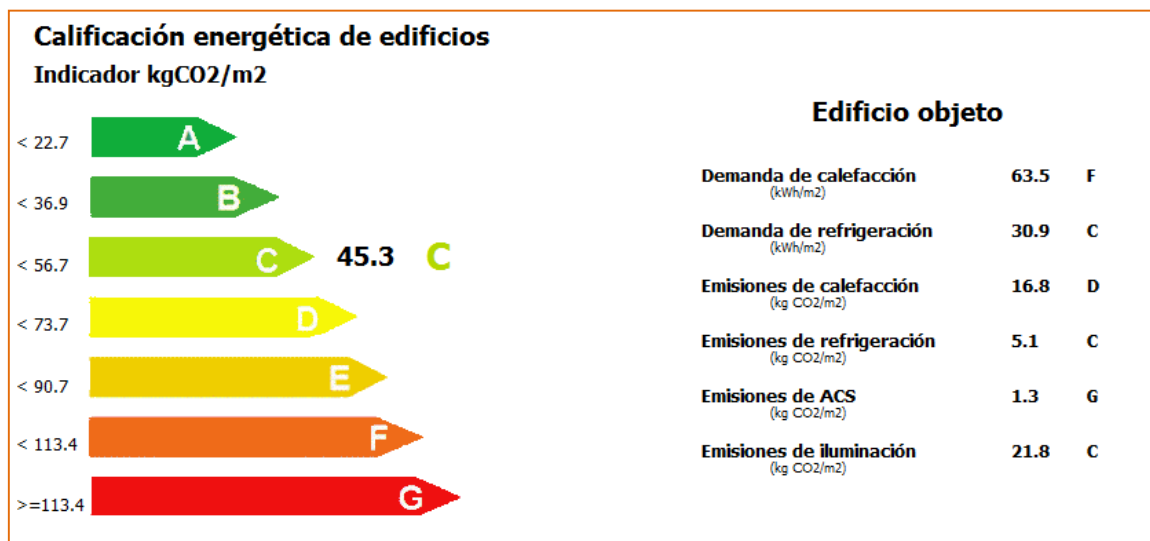 Calificación energética de edificios
Indicador kgCO2/m2
< 22.7 A
< 36.9 B
< 56.7 C 45.3 C
< 73.7 D
< 90.7 E
< 113.4 F
>=113.4 G
Edificio objeto
Demanda de calefacción 63.5 F
(kWh/m2)
Demanda de refrigeración 30.9 C
(kWh/m2)
Emisiones de calefacción 16.8 D
(kg CO2/m2)
Emisiones de refrigeración 5.1 C
(kg CO2/m2)
Emisiones de ACS 1.3 G
(kg CO2/m2)
Emisiones de iluminación 21.8 C
(kg CO2/m2)